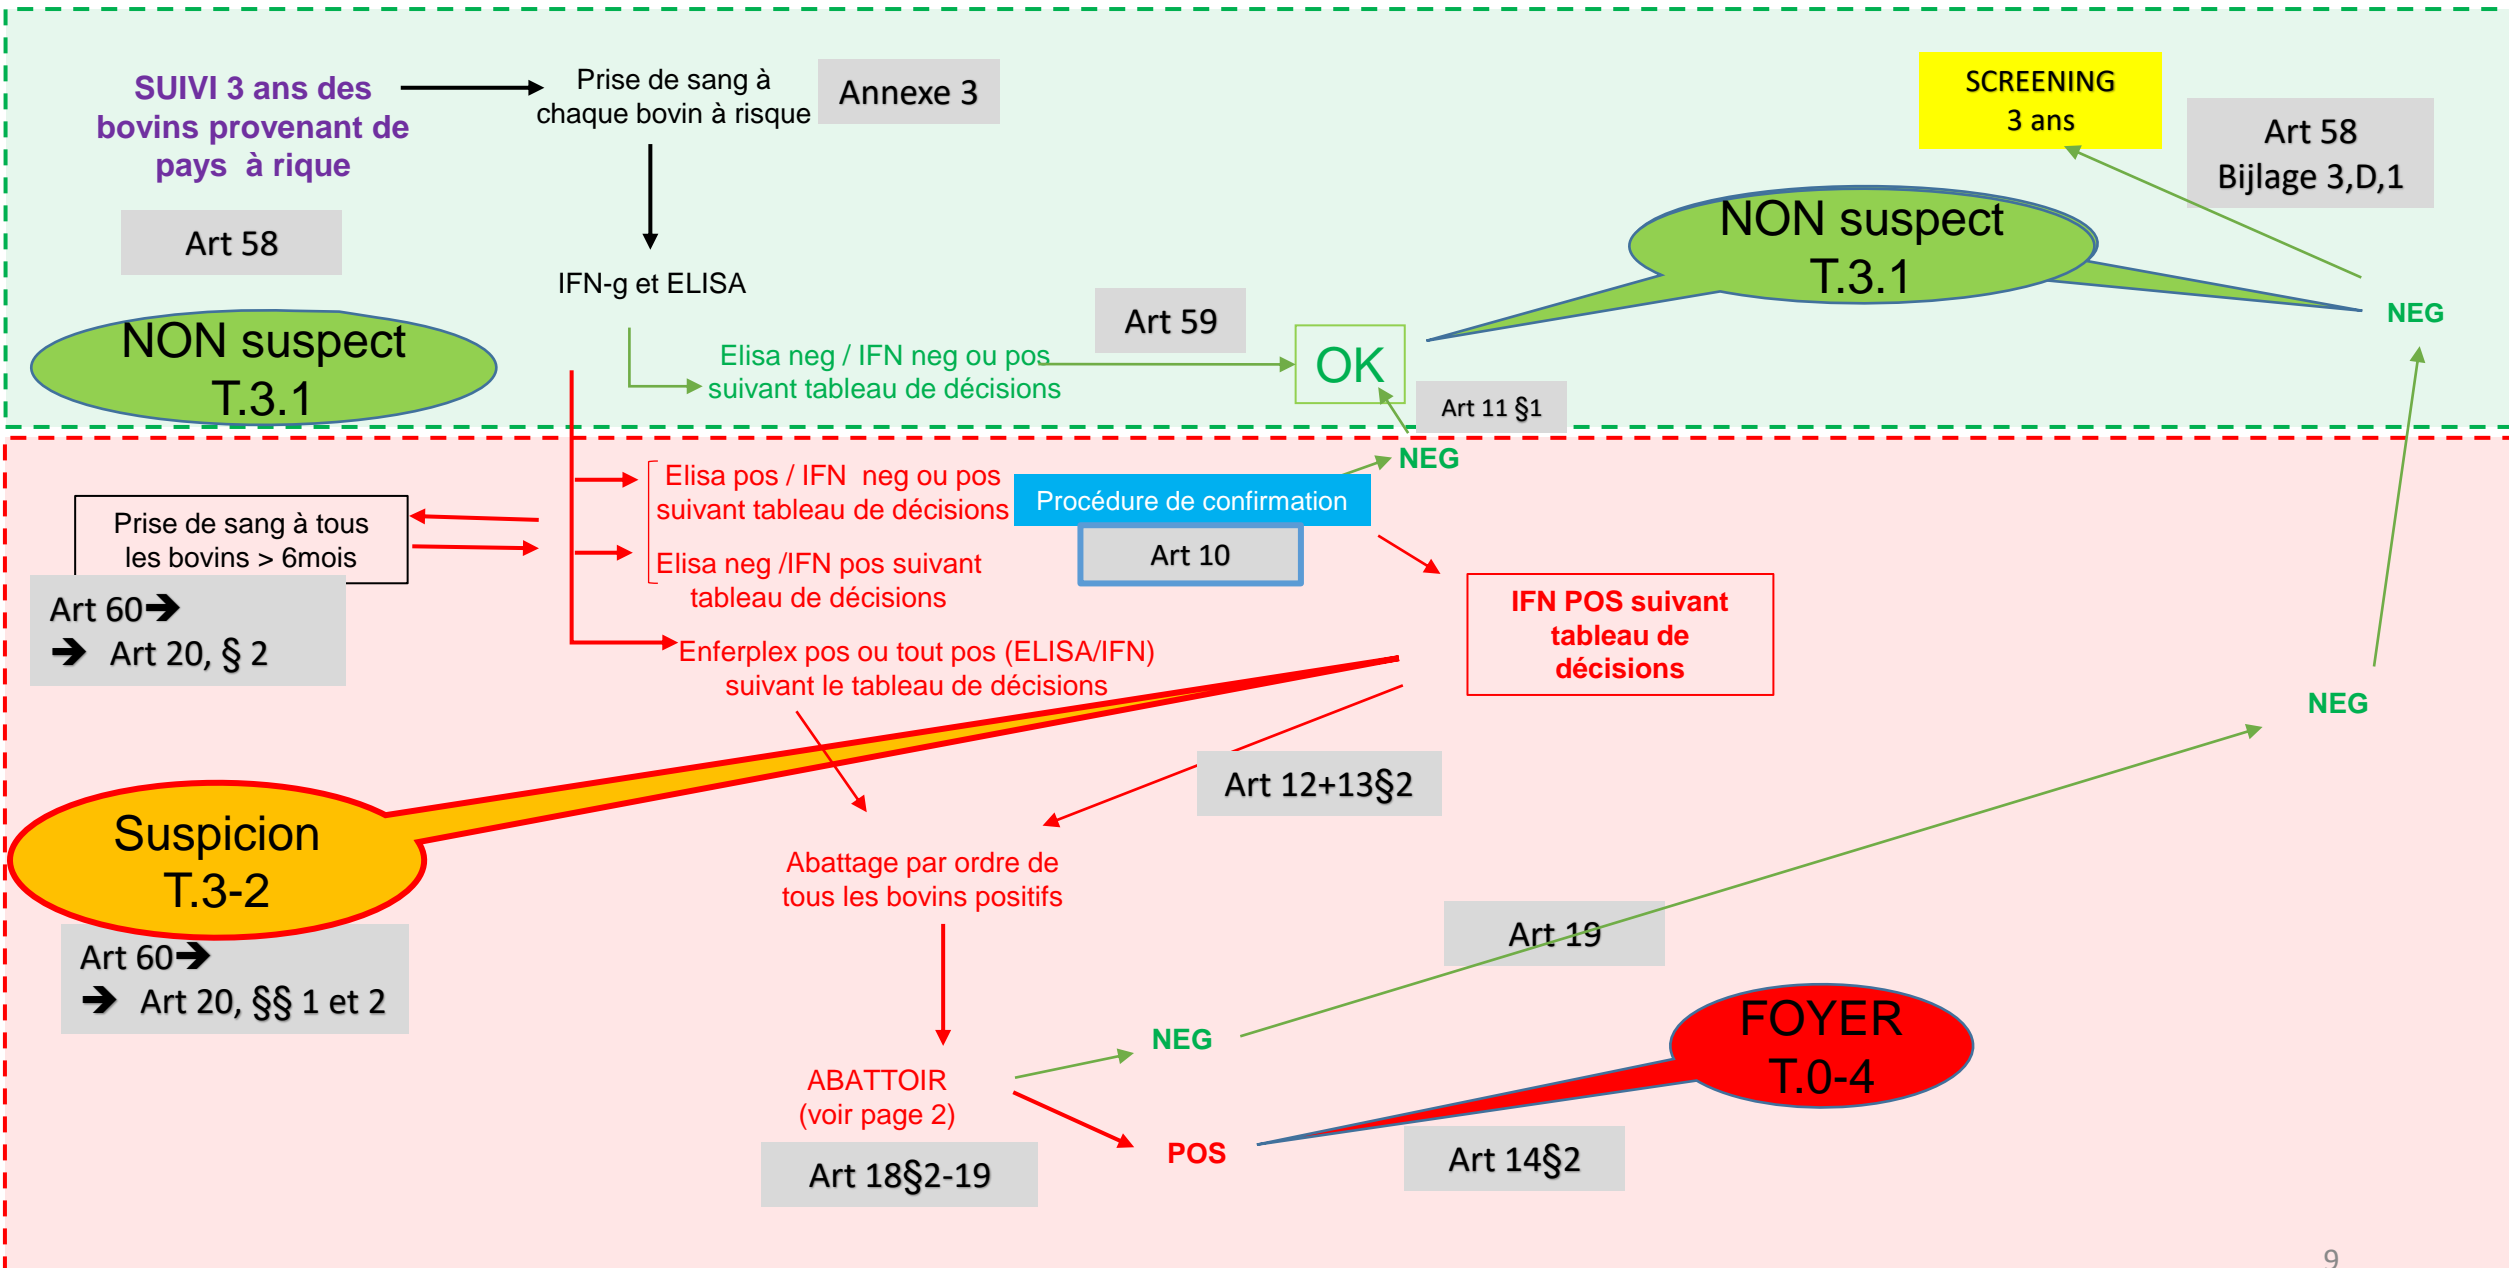 SUIVI 3 ans des
bovins provenant de
pays à rique
Prise de sang à
chaque bovin à risque
Annexe 3
SCREENING
3 ans
Art 58
Bijlage 3,D,1
Art 58
NON suspect
T.3.1
IFN-g et ELISA
NON suspect
T.3.1
Art 59
NEG
Elisa neg / IFN neg ou pos
suivant tableau de décisions
OK
Art 11 §1
NEG
Elisa pos / IFN neg ou pos
suivant tableau de décisions
Procédure de confirmation
Art 10
Prise de sang à tous
les bovins > 6mois
Elisa neg /IFN pos suivant
tableau de décisions
Art 60➔
➔ Art 20, § 2
IFN POS suivant
tableau de
décisions
Enferplex pos ou tout pos (ELISA/IFN)
suivant le tableau de décisions
NEG
Art 12+13§2
Suspicion
T.3-2
Abattage par ordre de
tous les bovins positifs
Art 60➔
➔ Art 20, §§ 1 et 2
Art 19
NEG
FOYER
T.0-4
ABATTOIR
(voir page 2)
POS
Art 14§2
Art 18§2-19
9